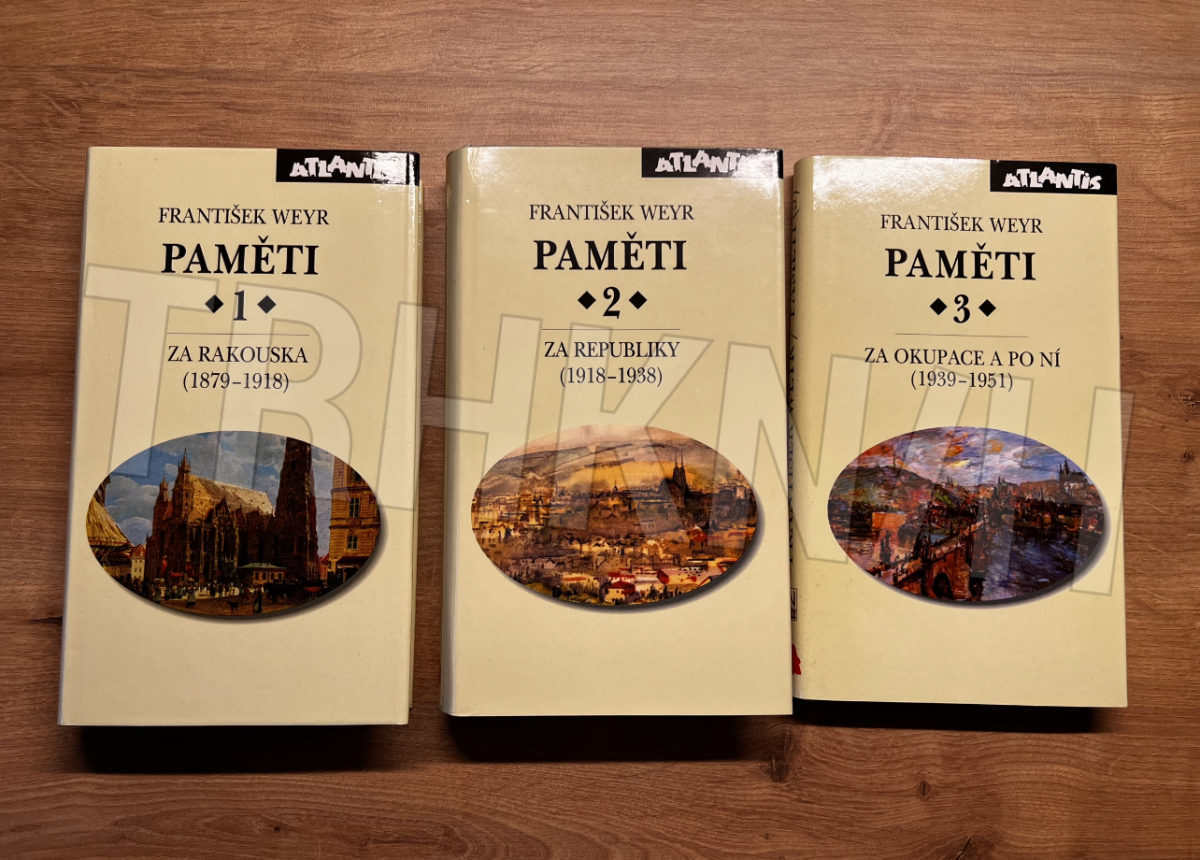 ATLANTIS
FRANTIŠEK WEYR
PAMĚTI
1
ZA RAKOUSKA
(1879–1918)
ATLANTIS
FRANTIŠEK WEYR
PAMĚTI
2
ZA REPUBLIKY
(1918–1938)
ATLANTIS
FRANTIŠEK WEYR
PAMĚTI
3
ZA OKUPACE A PO NÍ
(1939–1951)